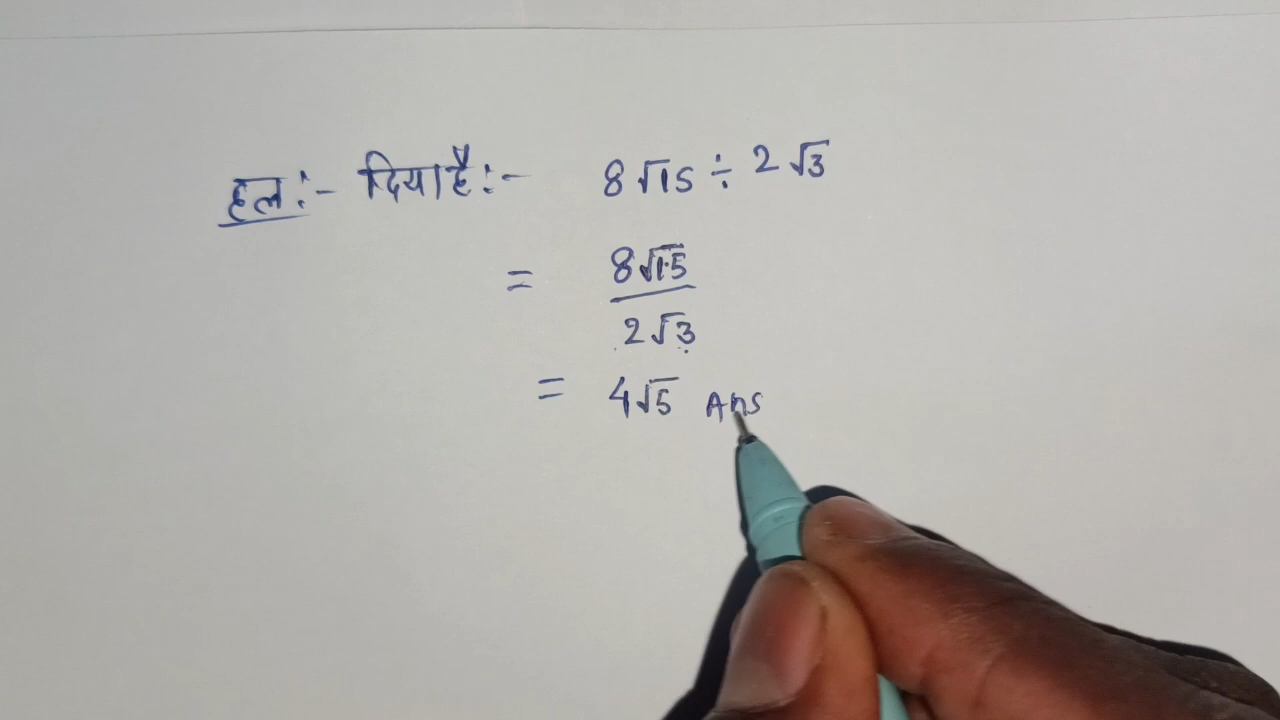 हल:- दिया है:- 8√15 ÷ 2√3
= 8√15 / 2√3
= 4√5 Ans